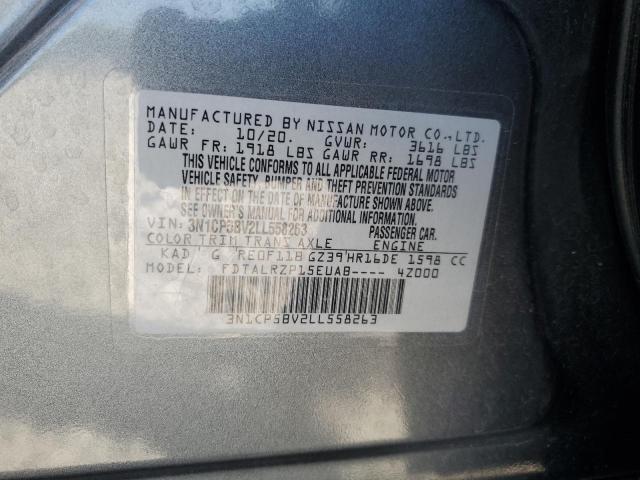 MANUFACTURED BY NISSAN MOTOR CO.,LTD.
DATE: 10/20. GVWR: 3616 LBS
GAWR FR: 1918 LBS GAWR RR: 1698 LBS
THIS VEHICLE CONFORMS TO ALL APPLICABLE FEDERAL MOTOR
VEHICLE SAFETY, BUMPER AND THEFT PREVENTION STANDARDS
IN EFFECT ON THE DATE OF MANUFACTURE SHOWN ABOVE.
SEE OWNER'S MANUAL FOR ADDITIONAL INFORMATION.
VIN: 3N1CP5BV2LL558263 PASSENGER CAR.
COLOR TRIM TRANS AXLE ENGINE
KAD G RE0F11B GZ39 HR16DE 1598 CC
MODEL: FDTALRZP15EUAB---- 4Z000
3N1CP5BV2LL558263